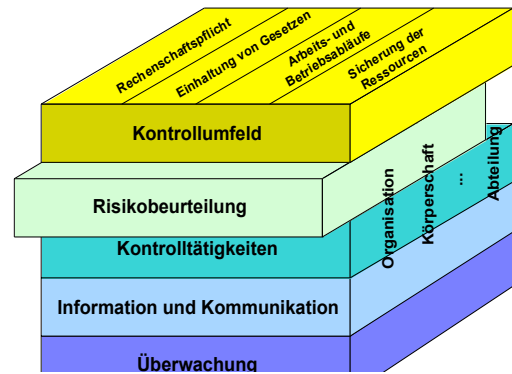 Rechenschaftspflicht
Einhaltung von Gesetzen
Arbeits- und
Betriebsabläufe
Sicherung der
Ressourcen
Kontrollumfeld
Risikobeurteilung
Kontrolltätigkeiten
Information und Kommunikation
Überwachung
Organisation
Körperschaft
...
Abteilung